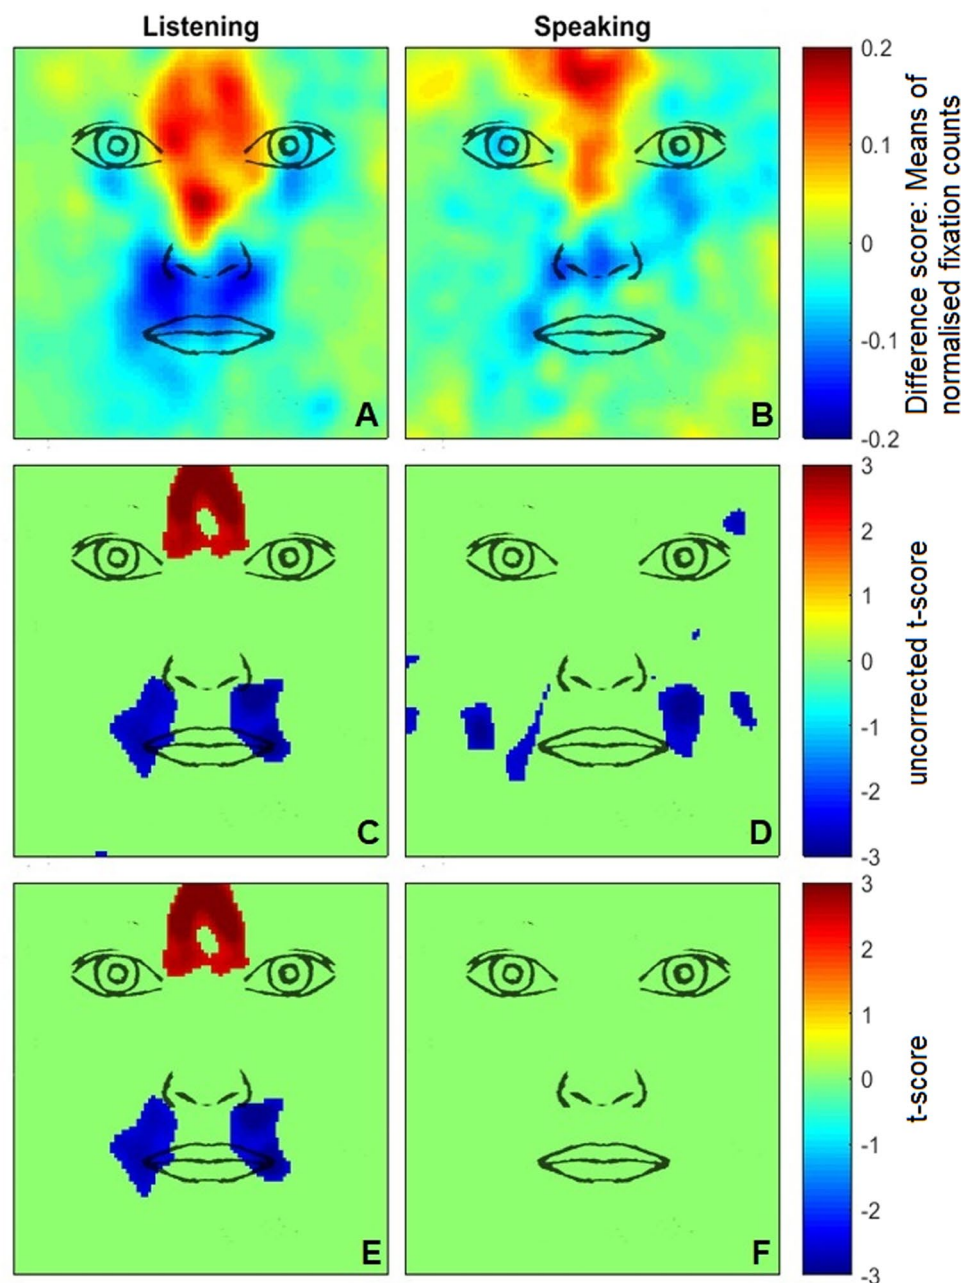 Listening
Speaking
A
B
0.2
0.1
0
-0.1
-0.2
Difference score: Means of
normalised fixation counts
C
D
3
2
1
0
-1
-2
-3
uncorrected t-score
E
F
3
2
1
0
-1
-2
-3
t-score